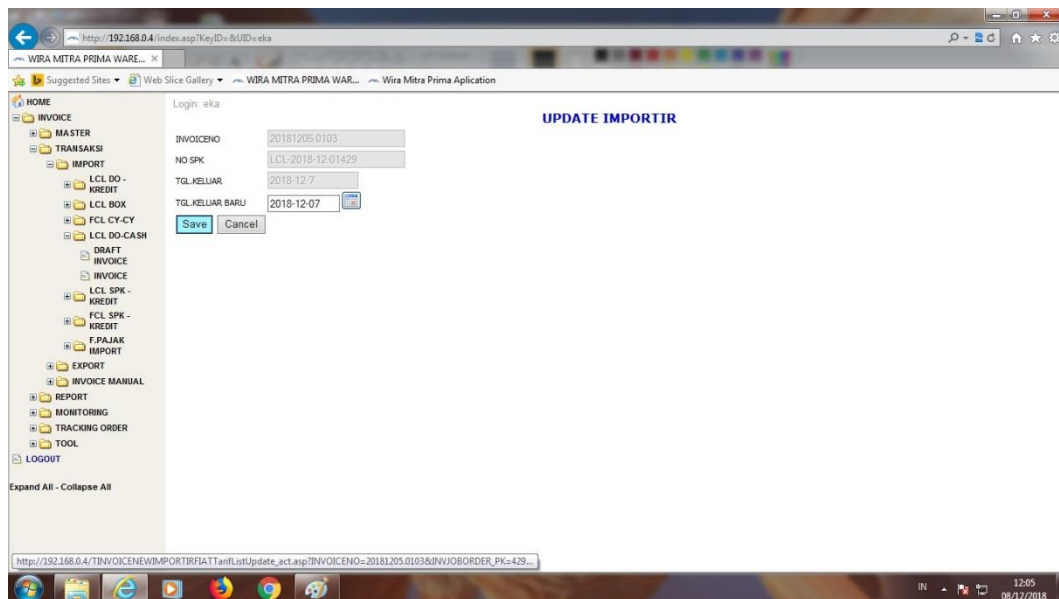 http://192.168.0.4/index.asp?KeyID=&UID=eka
WIRA MITRA PRIMA WARE... ×
Suggested Sites ▾ Web Slice Gallery ▾ WIRA MITRA PRIMA WAR... Wira Mitra Prima Aplication
HOME
INVOICE
MASTER
TRANSAKSI
IMPORT
LCL DO -
KREDIT
LCL BOX
FCL CY-CY
LCL DO-CASH
DRAFT
INVOICE
INVOICE
LCL SPK -
KREDIT
FCL SPK -
KREDIT
F.PAJAK
IMPORT
EXPORT
INVOICE MANUAL
REPORT
MONITORING
TRACKING ORDER
TOOL
LOGOUT
Expand All - Collapse All
Login: eka
UPDATE IMPORTIR
INVOICENO 20181205.0103
NO SPK LCL-2018-12-01429
TGL.KELUAR 2018-12-7
TGL.KELUAR BARU 2018-12-07
Save Cancel
http://192.168.0.4/TINVOICENEWIMPORTIRFIATTarifListUpdate_act.asp?INVOICENO=20181205.0103&INVJOBORDER_PK=429...
IN 12:05
08/12/2018